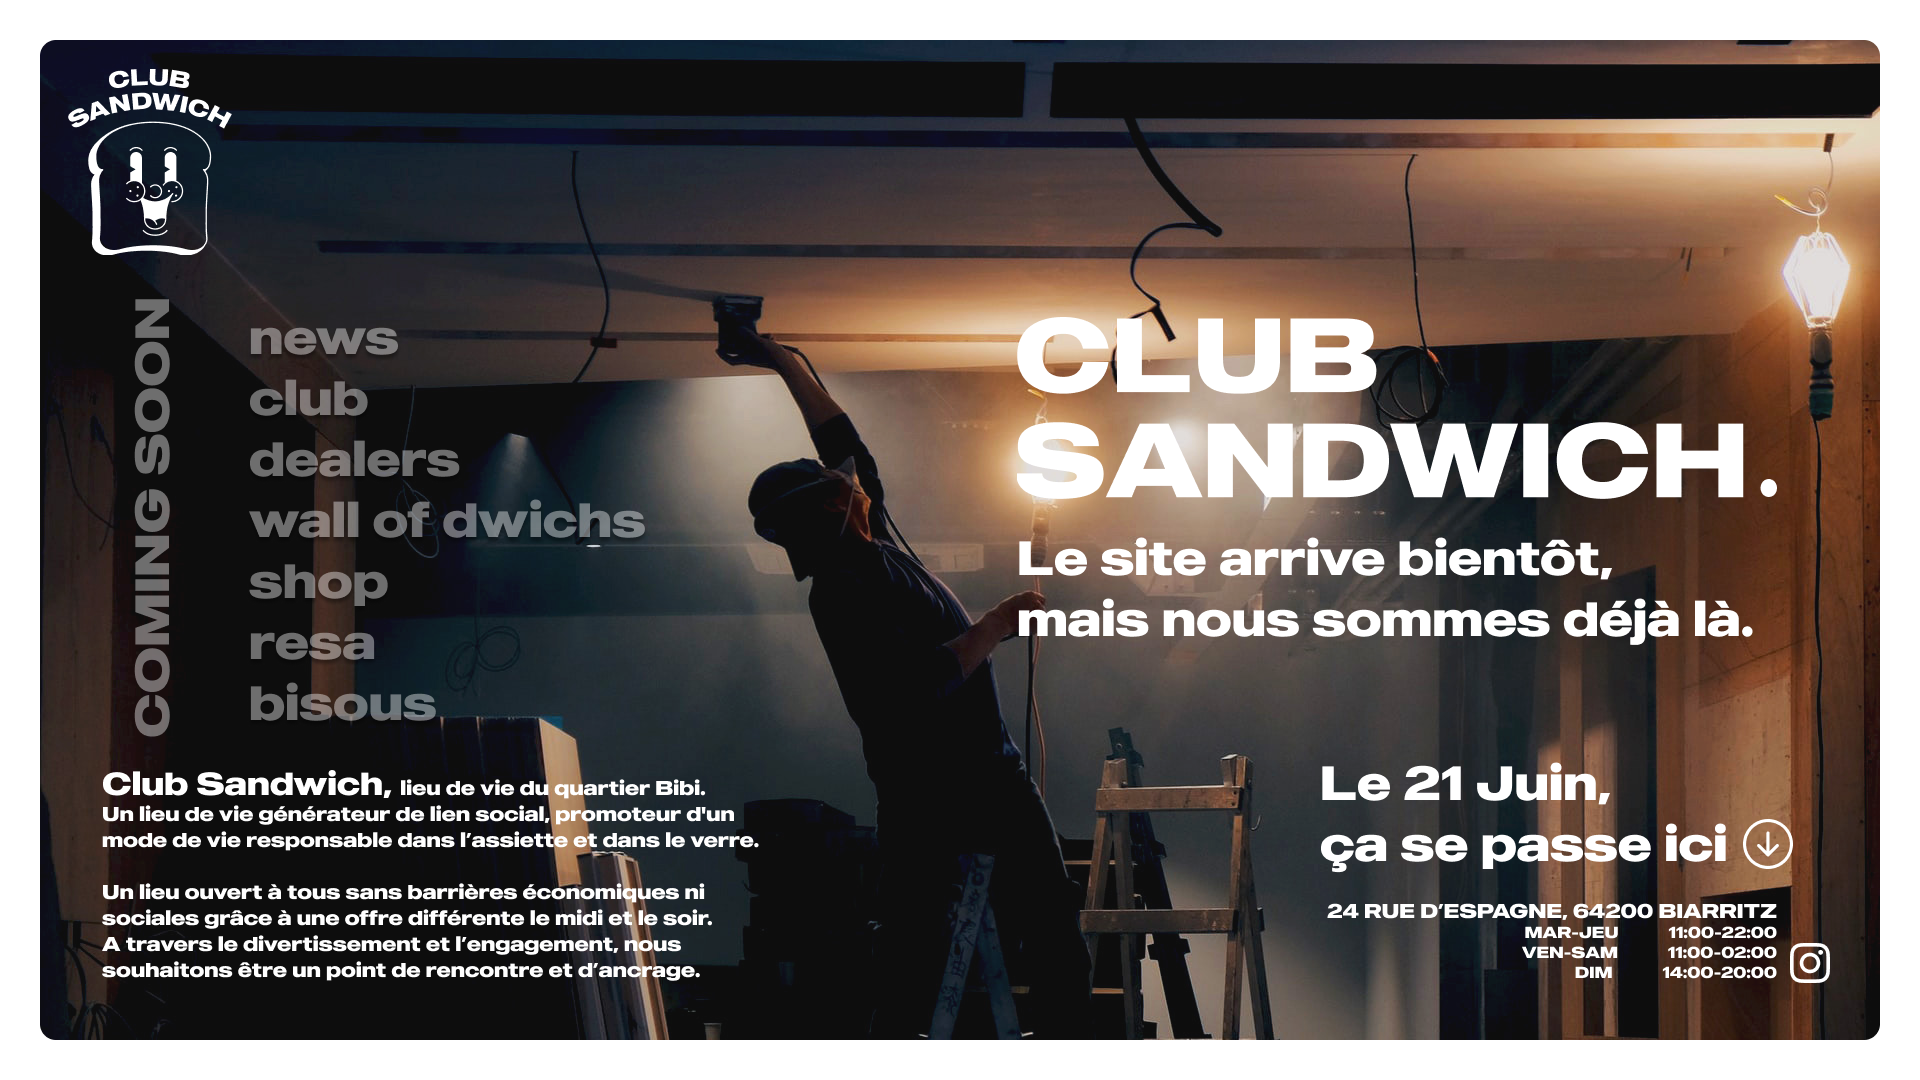 CLUB
SANDWICH
COMING SOON
news
club
dealers
wall of dwichs
shop
resa
bisous
CLUB
SANDWICH.
Le site arrive bientôt,
mais nous sommes déjà là.
Club Sandwich, lieu de vie du quartier Bibi.
Un lieu de vie générateur de lien social, promoteur d'un
mode de vie responsable dans l’assiette et dans le verre.
Un lieu ouvert à tous sans barrières économiques ni
sociales grâce à une offre différente le midi et le soir.
A travers le divertissement et l’engagement, nous
souhaitons être un point de rencontre et d’ancrage.
Le 21 Juin,
ça se passe ici
24 RUE D’ESPAGNE, 64200 BIARRITZ
MAR-JEU 11:00-22:00
VEN-SAM 11:00-02:00
DIM 14:00-20:00